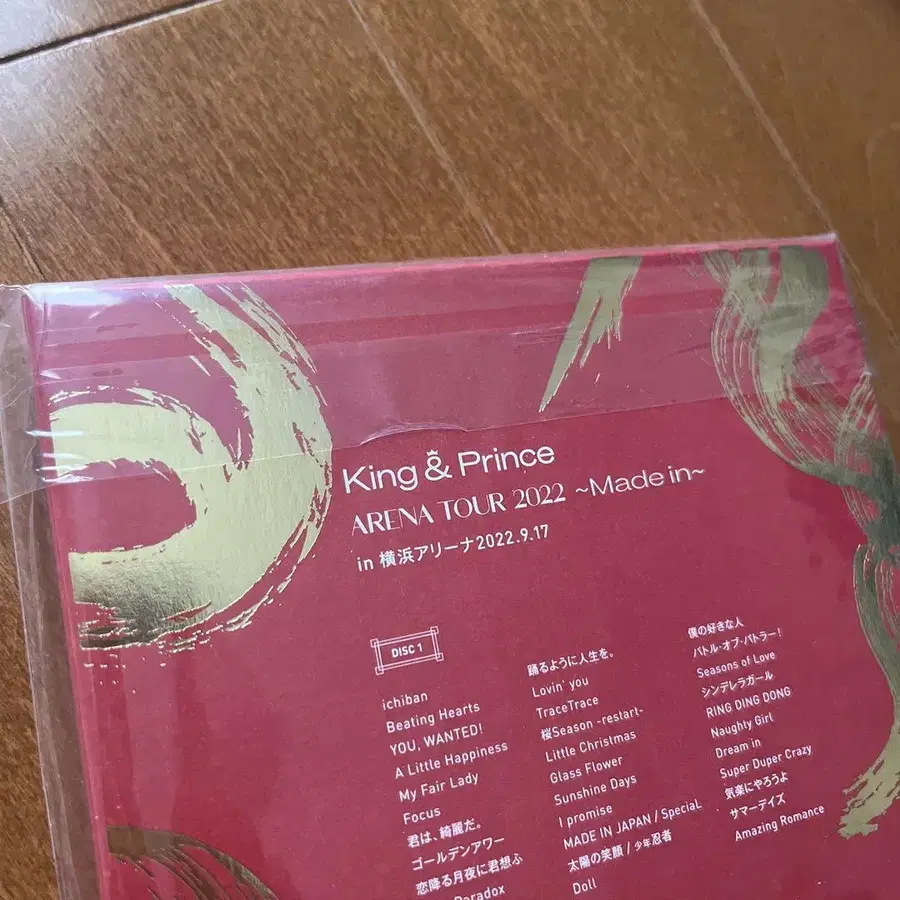 King & Prince
ARENA TOUR 2022 ~Made in~
in 横浜アリーナ2022.9.17
DISC 1
ichiban
Beating Hearts
YOU, WANTED!
A Little Happiness
My Fair Lady
Focus
君は、綺麗だ。
ゴールデンアワー
恋降る月夜に君想ふ
Paradox
踊るように人生を。
Lovin' you
TraceTrace
桜Season -restart-
Little Christmas
Glass Flower
Sunshine Days
I promise
MADE IN JAPAN / SpeciaL
太陽の笑顔 / 少年忍者
Doll
僕の好きな人
バトル・オブ・バトラー!
Seasons of Love
シンデレラガール
RING DING DONG
Naughty Girl
Dream in
Super Duper Crazy
気楽にやろうよ
サマーデイズ
Amazing Romance